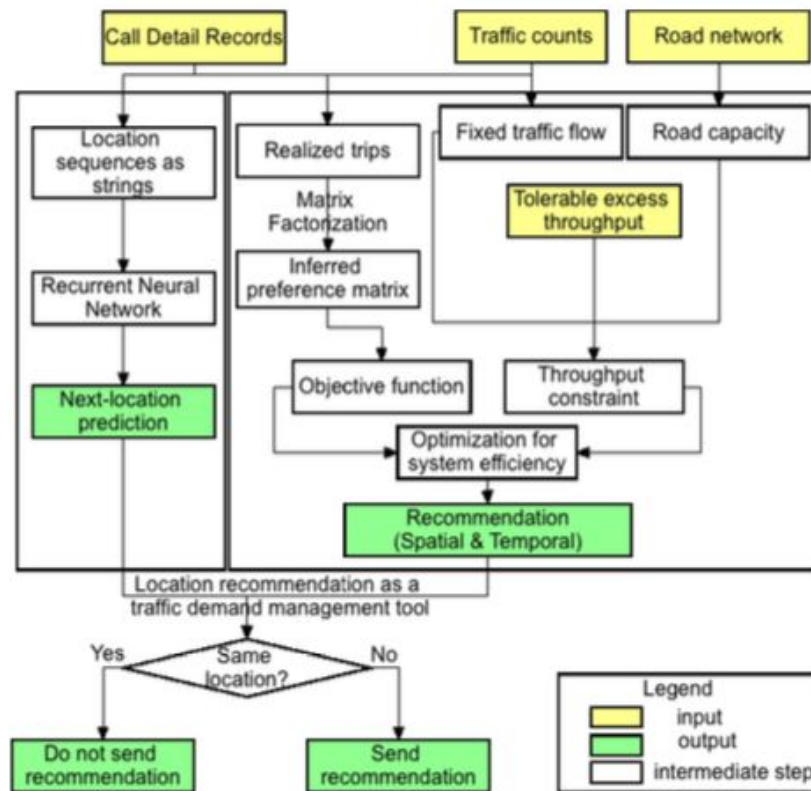 Call Detail Records
Traffic counts
Road network
Location
sequences as
strings
Realized trips
Fixed traffic flow
Road capacity
Matrix
Factorization
Tolerable excess
throughput
Recurrent Neural
Network
Inferred
preference matrix
Next-location
prediction
Objective function
Throughput
constraint
Optimization for
system efficiency
Recommendation
(Spatial & Temporal)
Location recommendation as a
traffic demand management tool
Yes
Same
location?
No
Do not send
recommendation
Send
recommendation
Legend
input
output
intermediate step